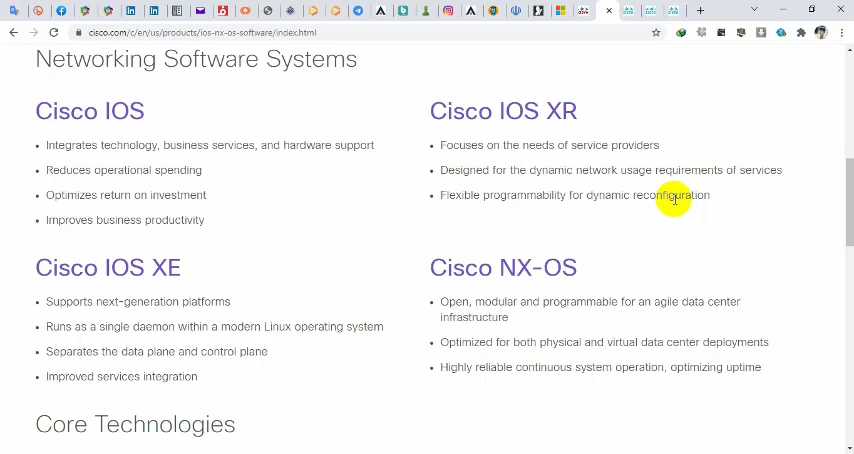 cisco.com/c/en/us/products/ios-nx-os-software/index.html
Networking Software Systems
Cisco IOS
• Integrates technology, business services, and hardware support
• Reduces operational spending
• Optimizes return on investment
• Improves business productivity
Cisco IOS XR
• Focuses on the needs of service providers
• Designed for the dynamic network usage requirements of services
• Flexible programmability for dynamic reconfiguration
Cisco IOS XE
• Supports next-generation platforms
• Runs as a single daemon within a modern Linux operating system
• Separates the data plane and control plane
• Improved services integration
Cisco NX-OS
• Open, modular and programmable for an agile data center
infrastructure
• Optimized for both physical and virtual data center deployments
• Highly reliable continuous system operation, optimizing uptime
Core Technologies